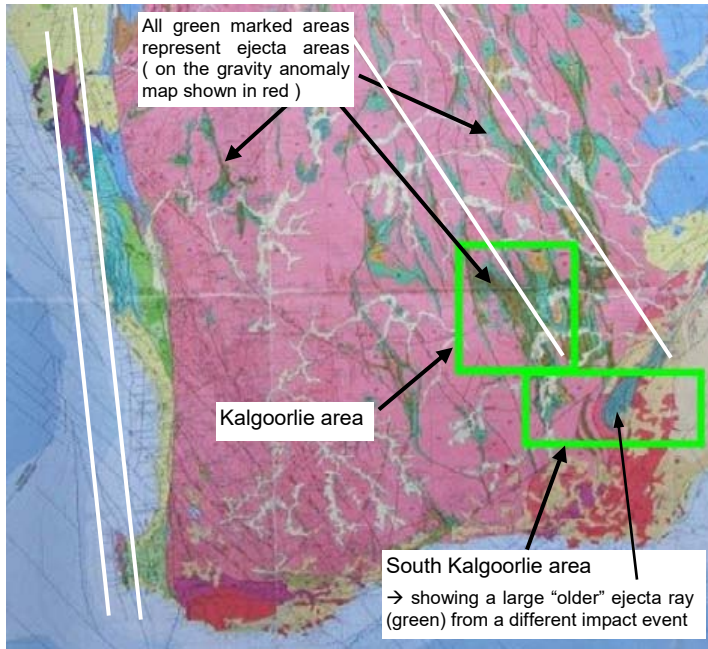 All green marked areas
represent ejecta areas
( on the gravity anomaly
map shown in red )
Kalgoorlie area
South Kalgoorlie area
→ showing a large “older” ejecta ray
(green) from a different impact event